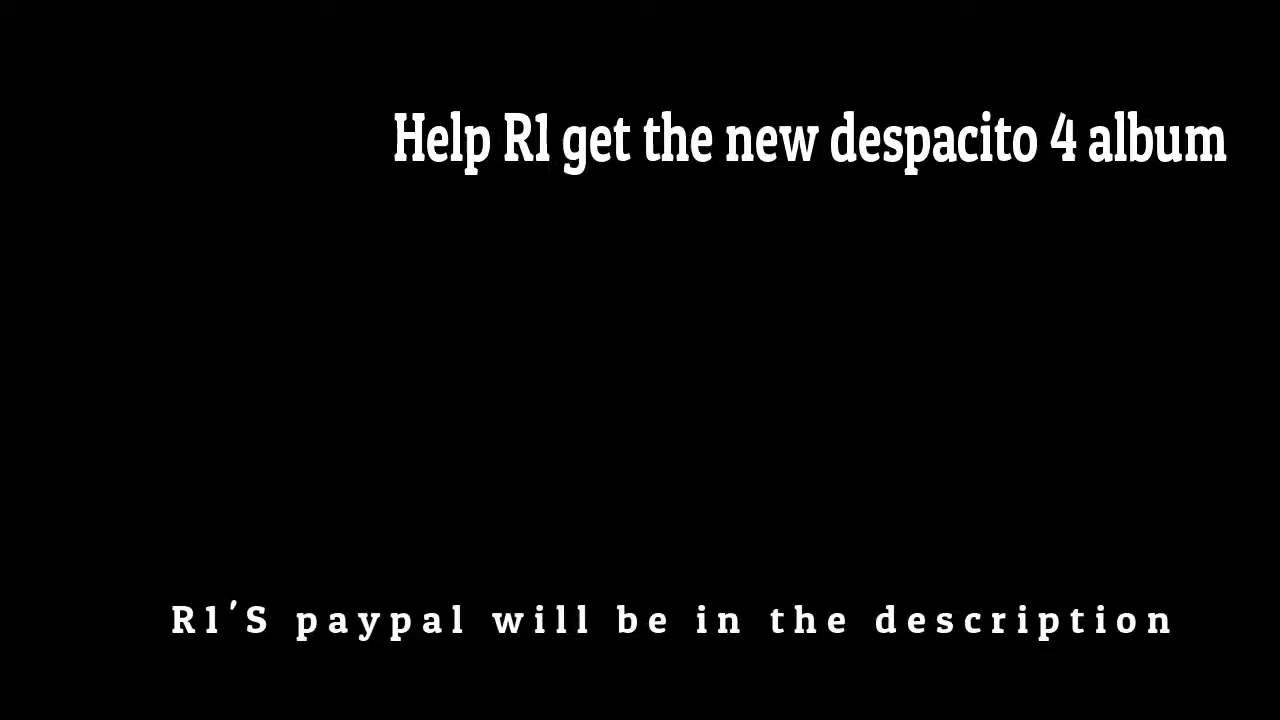 Help R1 get the new despacito 4 album
R1'S paypal will be in the description